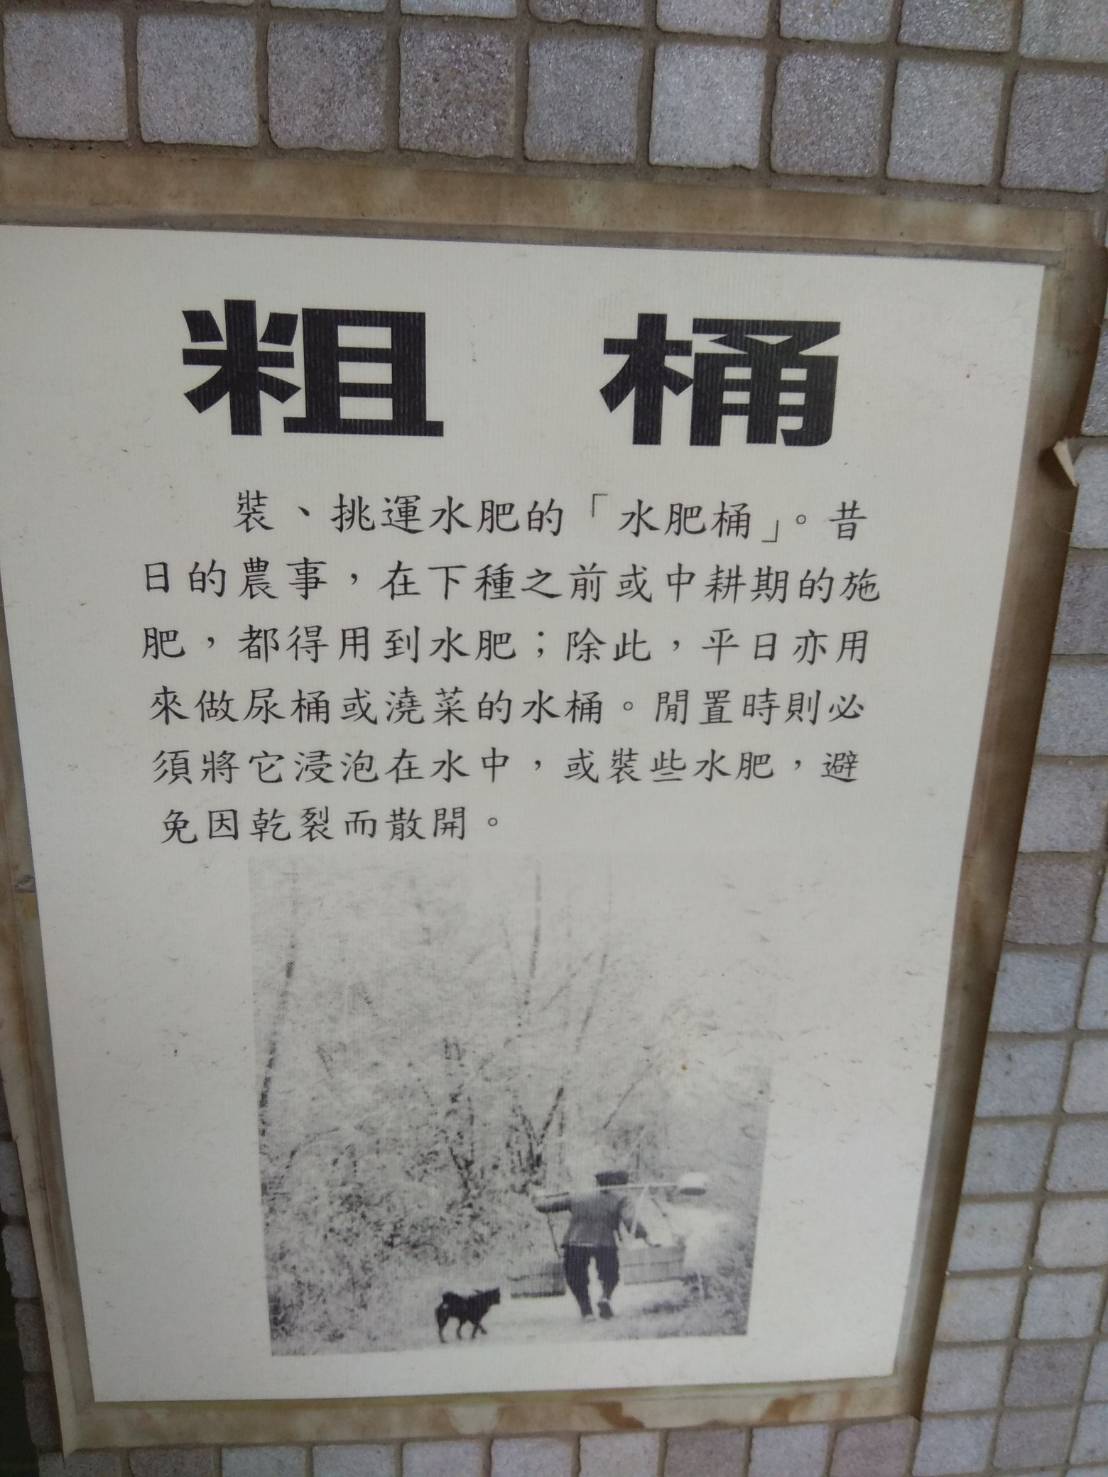 粗桶
裝、挑運水肥的「水肥桶」。昔
日的農事，在下種之前或中耕期的施
肥，都得用到水肥；除此，平日亦用
來做尿桶或澆菜的水桶。閒置時則必
須將它浸泡在水中，或裝些水肥，避
免因乾裂而散開。